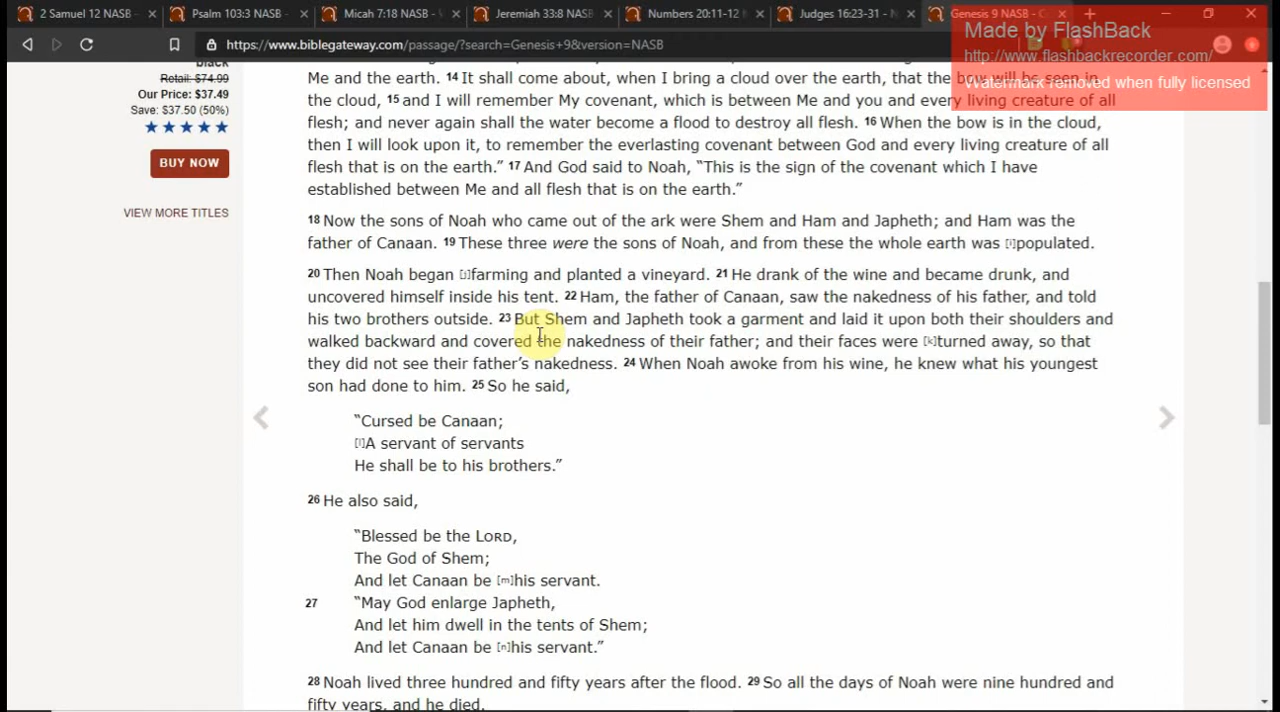 2 Samuel 12 NASB -
Psalm 103:3 NASB -
Micah 7:18 NASB -
Jeremiah 33:8 NASB
Numbers 20:11-12
Judges 16:23-31 - N
Genesis 9 NASB - C
Made by FlashBack
http://www.flashbackrecorder.com/
Watermark removed when fully licensed
https://www.biblegateway.com/passage/?search=Genesis+9&version=NASB
black
Retail: $74.99
Our Price: $37.49
Save: $37.50 (50%)
BUY NOW
VIEW MORE TITLES
Me and the earth. 14 It shall come about, when I bring a cloud over the earth, that the bow will be seen in
the cloud, 15 and I will remember My covenant, which is between Me and you and every living creature of all
flesh; and never again shall the water become a flood to destroy all flesh. 16 When the bow is in the cloud,
then I will look upon it, to remember the everlasting covenant between God and every living creature of all
flesh that is on the earth.” 17 And God said to Noah, “This is the sign of the covenant which I have
established between Me and all flesh that is on the earth.”
18 Now the sons of Noah who came out of the ark were Shem and Ham and Japheth; and Ham was the
father of Canaan. 19 These three were the sons of Noah, and from these the whole earth was [i]populated.
20 Then Noah began [j]farming and planted a vineyard. 21 He drank of the wine and became drunk, and
uncovered himself inside his tent. 22 Ham, the father of Canaan, saw the nakedness of his father, and told
his two brothers outside. 23 But Shem and Japheth took a garment and laid it upon both their shoulders and
walked backward and covered the nakedness of their father; and their faces were [k]turned away, so that
they did not see their father’s nakedness. 24 When Noah awoke from his wine, he knew what his youngest
son had done to him. 25 So he said,
“Cursed be Canaan;
[l]A servant of servants
He shall be to his brothers.”
26 He also said,
“Blessed be the LORD,
The God of Shem;
And let Canaan be [m]his servant.
27 “May God enlarge Japheth,
And let him dwell in the tents of Shem;
And let Canaan be [n]his servant.”
28 Noah lived three hundred and fifty years after the flood. 29 So all the days of Noah were nine hundred and
fifty years, and he died.